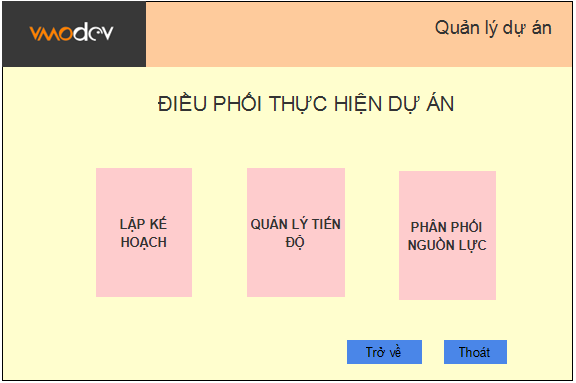 vmodev
Quản lý dự án
ĐIỀU PHỐI THỰC HIỆN DỰ ÁN
LẬP KẾ
HOẠCH
QUẢN LÝ TIẾN
ĐỘ
PHÂN PHỐI
NGUỒN LỰC
Trở về
Thoát